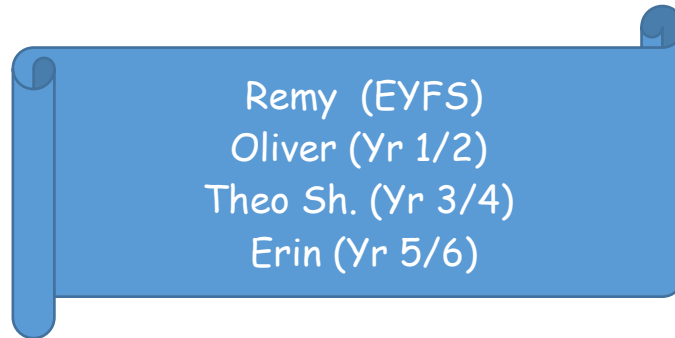 Remy (EYFS)
Oliver (Yr 1/2)
Theo Sh. (Yr 3/4)
Erin (Yr 5/6)